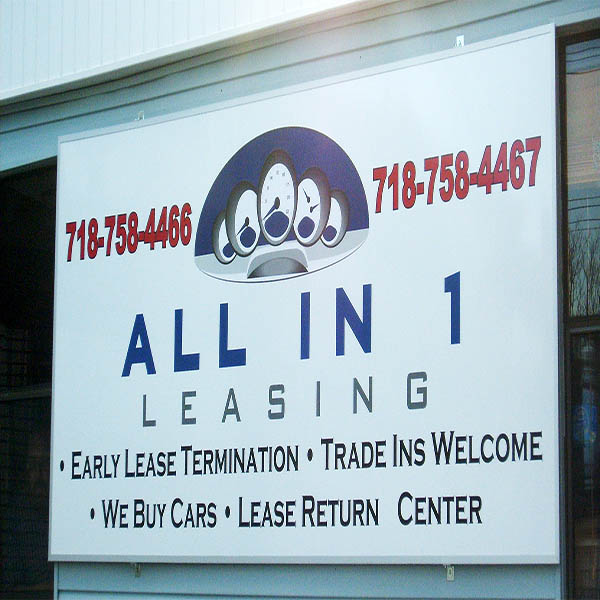 718-758-4466 718-758-4467
ALL IN 1
LEASING
• EARLY LEASE TERMINATION • TRADE INS WELCOME
• WE BUY CARS • LEASE RETURN CENTER